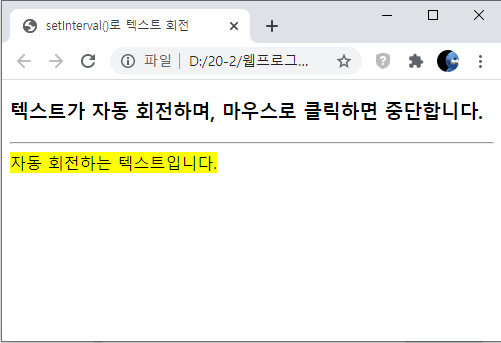 setInterval()로 텍스트 회전
파일 | D:/20-2/웹프로그...
텍스트가 자동 회전하며, 마우스로 클릭하면 중단합니다.
자동 회전하는 텍스트입니다.